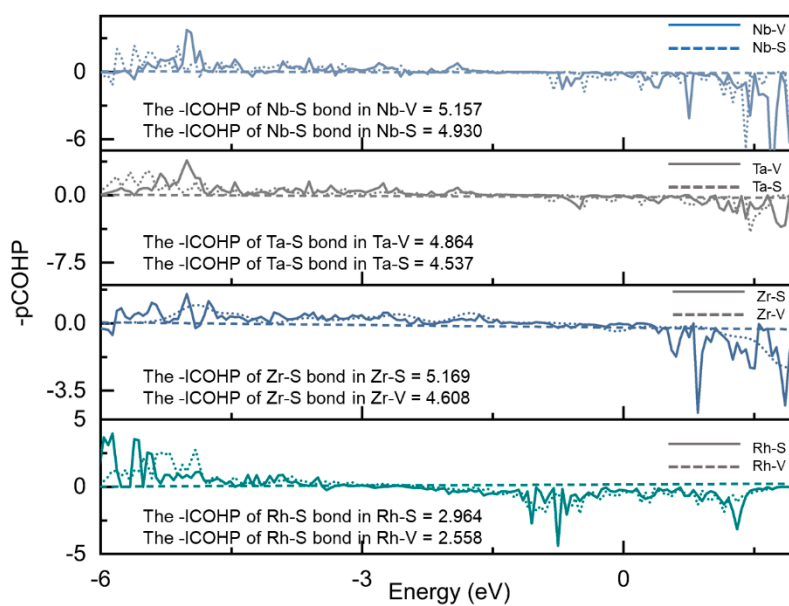 Nb-V
Nb-S
0
The -ICOHP of Nb-S bond in Nb-V = 5.157
The -ICOHP of Nb-S bond in Nb-S = 4.930
-6
Ta-V
Ta-S
0.0
The -ICOHP of Ta-S bond in Ta-V = 4.864
The -ICOHP of Ta-S bond in Ta-S = 4.537
-7.5
-pCOHP
Zr-S
Zr-V
0.0
The -ICOHP of Zr-S bond in Zr-S = 5.169
The -ICOHP of Zr-S bond in Zr-V = 4.608
-3.5
5
Rh-S
Rh-V
0
The -ICOHP of Rh-S bond in Rh-S = 2.964
The -ICOHP of Rh-S bond in Rh-V = 2.558
-5
-6 -3 0
Energy (eV)